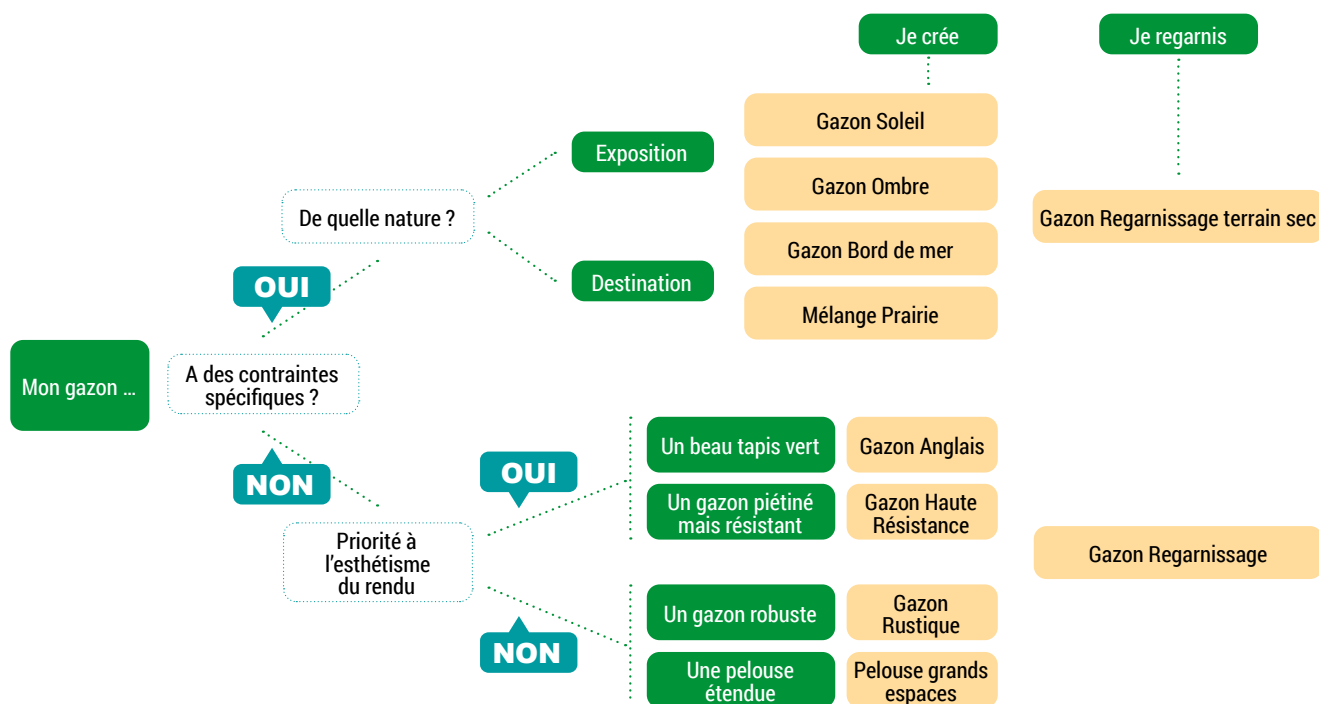 Je crée
Je regarnis
Gazon Soleil
Exposition
Gazon Ombre
De quelle nature ?
Gazon Regarnissage terrain sec
Gazon Bord de mer
Destination
OUI
Mélange Prairie
Mon gazon ...
A des contraintes
spécifiques ?
NON
OUI
Un beau tapis vert
Gazon Anglais
Un gazon piétiné
mais résistant
Gazon Haute
Résistance
Priorité à
l'esthétisme
du rendu
Gazon Regarnissage
NON
Un gazon robuste
Gazon
Rustique
Une pelouse
étendue
Pelouse grands
espaces